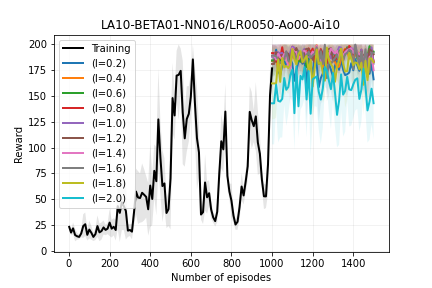 LA10-BETA01-NN016/LR0050-Ao00-Ai10
200
175
150
125
100
75
50
25
0
Reward
Training
(l=0.2)
(l=0.4)
(l=0.6)
(l=0.8)
(l=1.0)
(l=1.2)
(l=1.4)
(l=1.6)
(l=1.8)
(l=2.0)
0 200 400 600 800 1000 1200 1400
Number of episodes